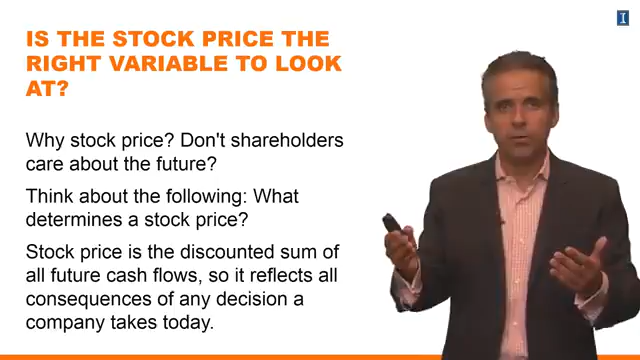 IS THE STOCK PRICE THE
RIGHT VARIABLE TO LOOK
AT?
Why stock price? Don't shareholders
care about the future?
Think about the following: What
determines a stock price?
Stock price is the discounted sum of
all future cash flows, so it reflects all
consequences of any decision a
company takes today.
I